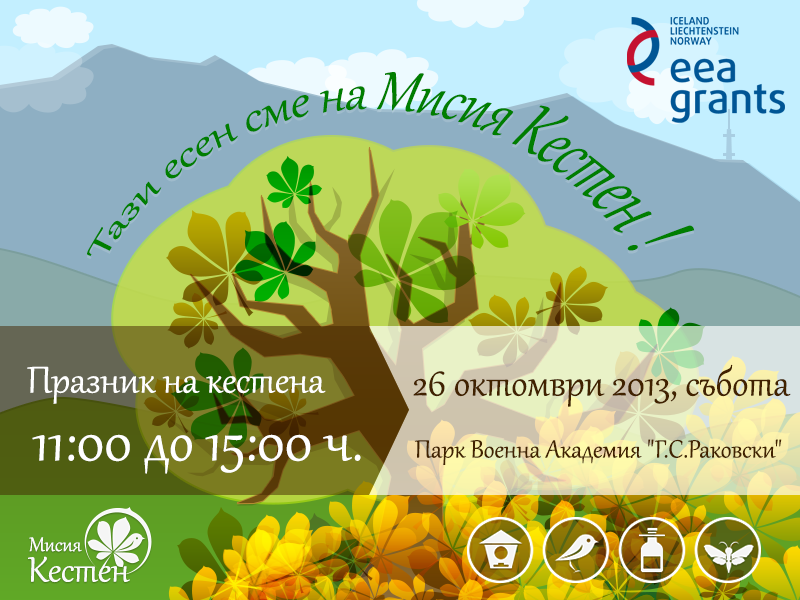 ICELAND
LIECHTENSTEIN
NORWAY
eea
grants
Тази есен сме на Мисия Кестен!
Празник на кестена
11:00 до 15:00 ч.
26 октомври 2013, събота
Парк Военна Академия "Г.С.Раковски"
Мисия
Кестен